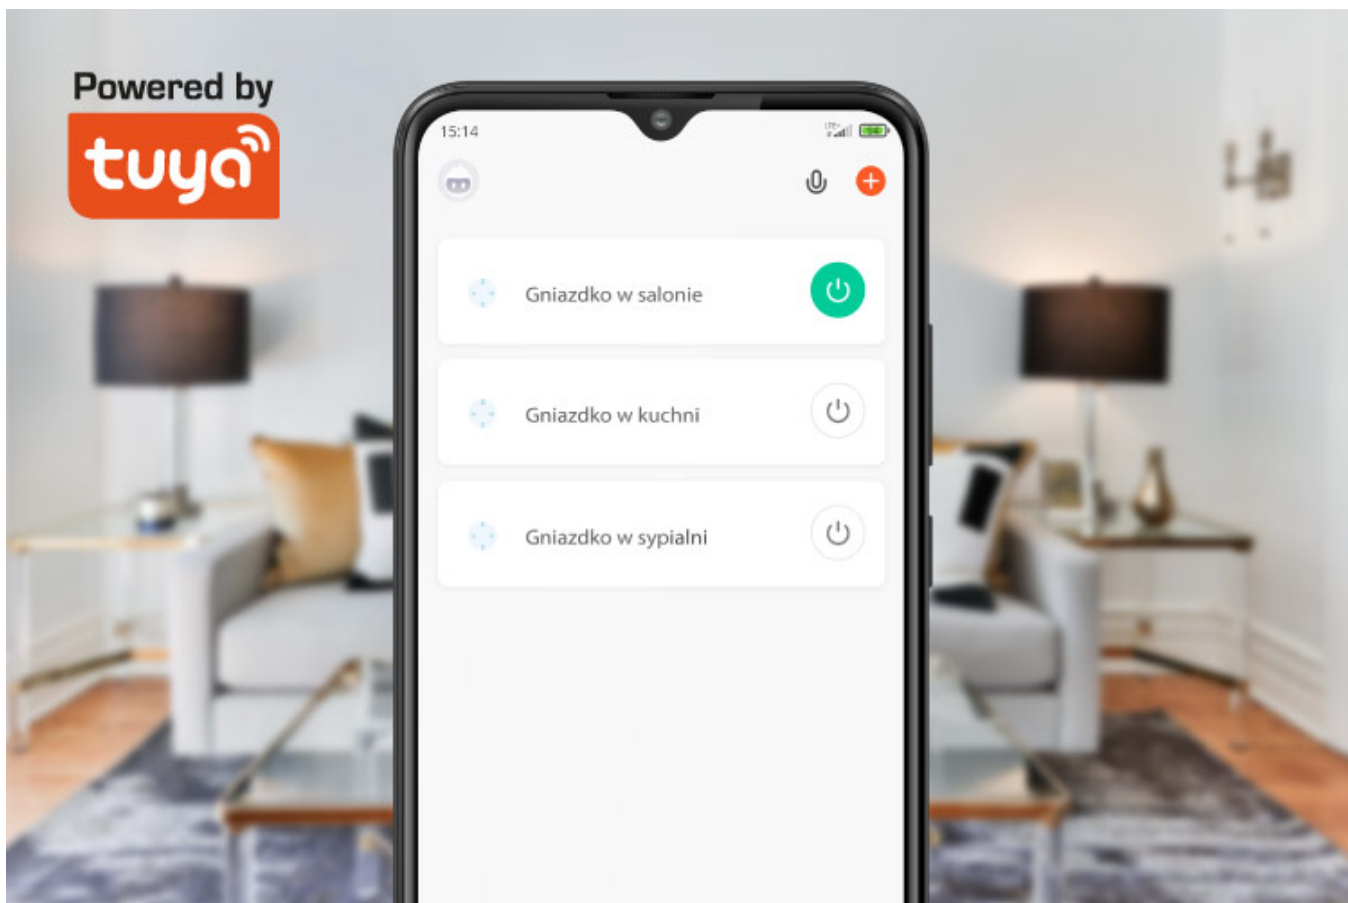 Powered by
tuya
15:14
Gniazdko w salonie
Gniazdko w kuchni
Gniazdko w sypialni